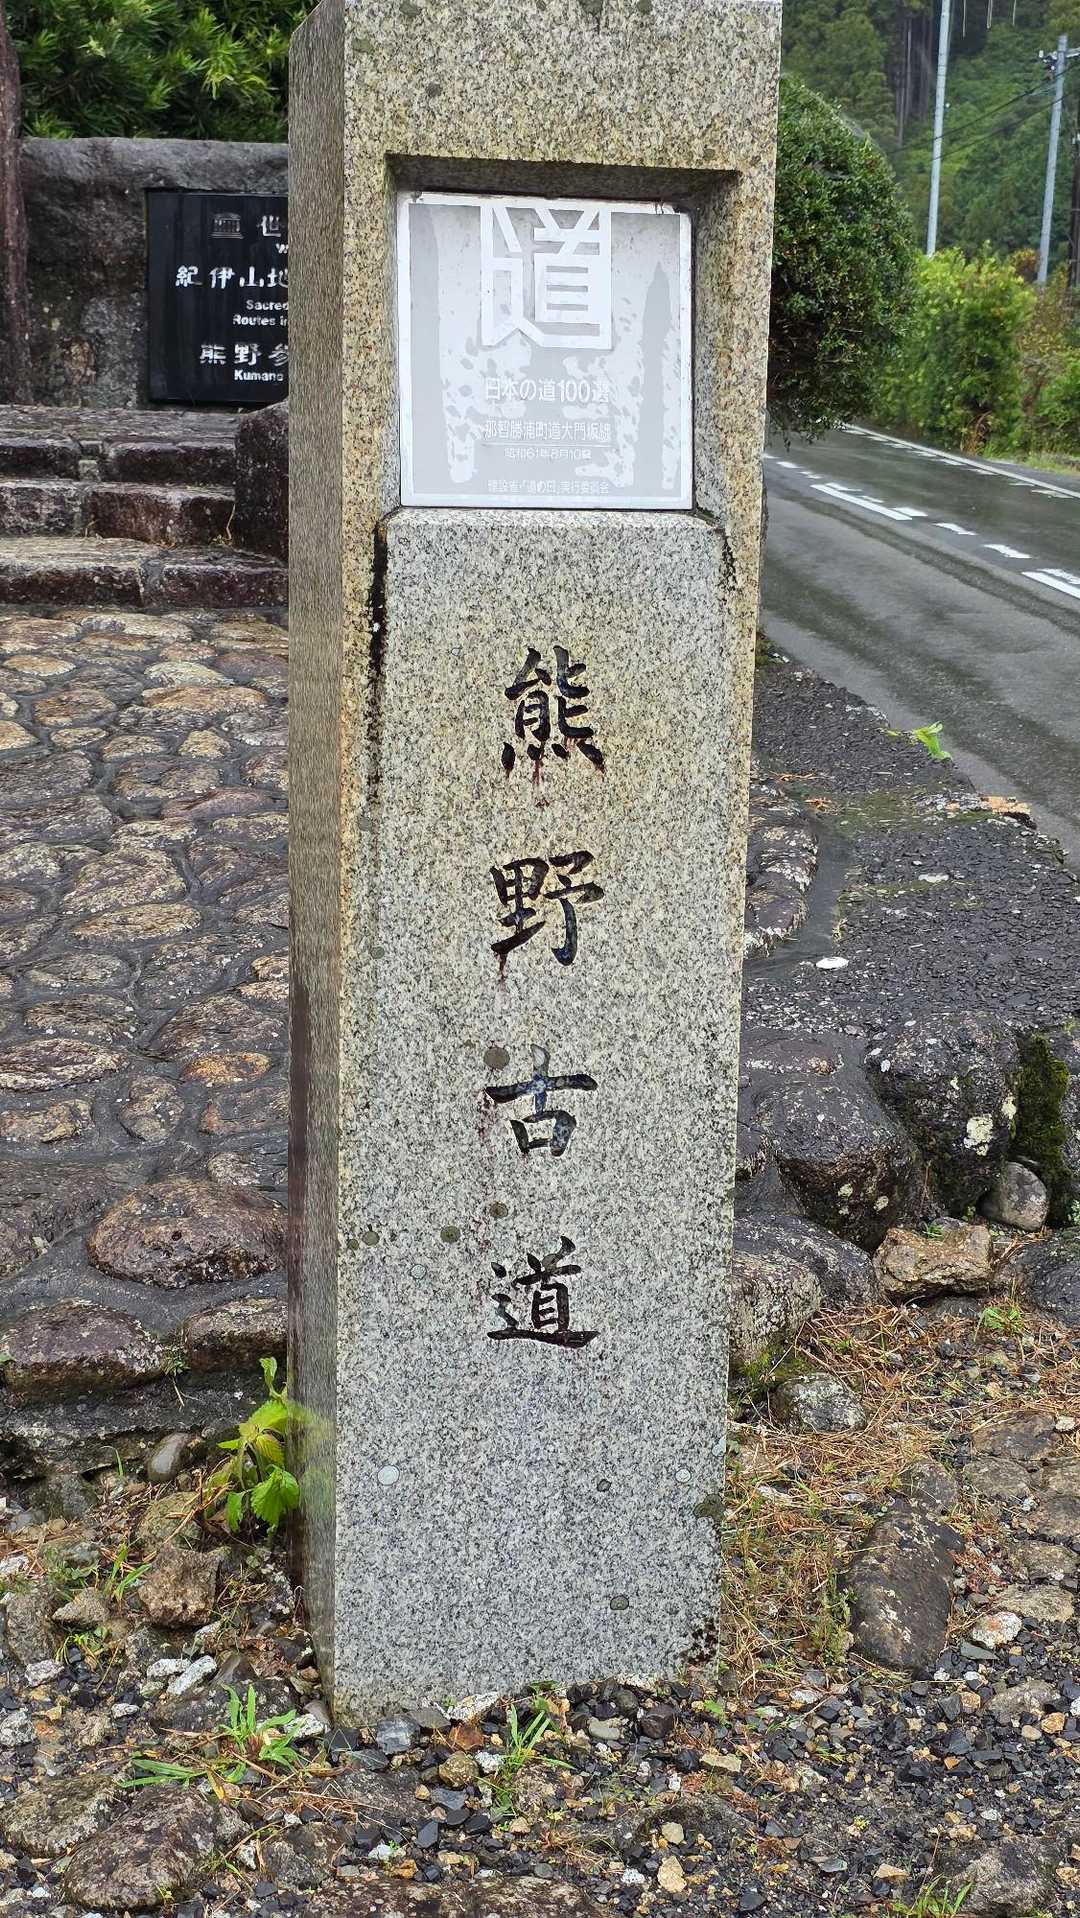 世
紀伊山地
Sacred
Routes i
熊野参
Kumano
道
日本の道100選
那智勝浦町道大門坂線
昭和61年8月10日
建設省・「道の日」実行委員会
熊野古道